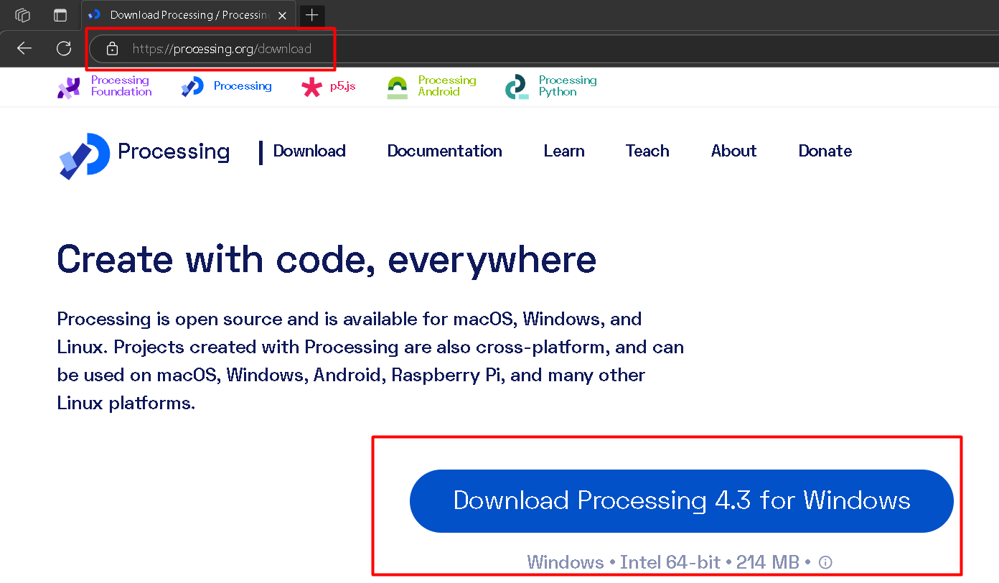 Download Processing / Processin
https://processing.org/download
Processing
Foundation
Processing
p5.js
Processing
Android
Processing
Python
Processing
Download
Documentation
Learn
Teach
About
Donate
Create with code, everywhere
Processing is open source and is available for macOS, Windows, and
Linux. Projects created with Processing are also cross-platform, and can
be used on macOS, Windows, Android, Raspberry Pi, and many other
Linux platforms.
Download Processing 4.3 for Windows
Windows • Intel 64-bit • 214 MB •